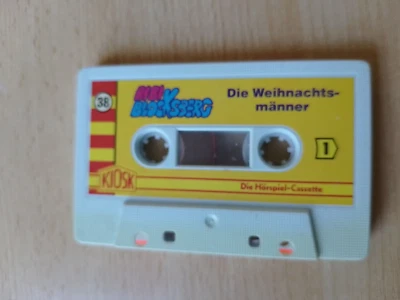 38
BIBI
BLOCKSBERG
Die Weihnachts-
männer
1
KIOSK
Die Hörspiel-Cassette